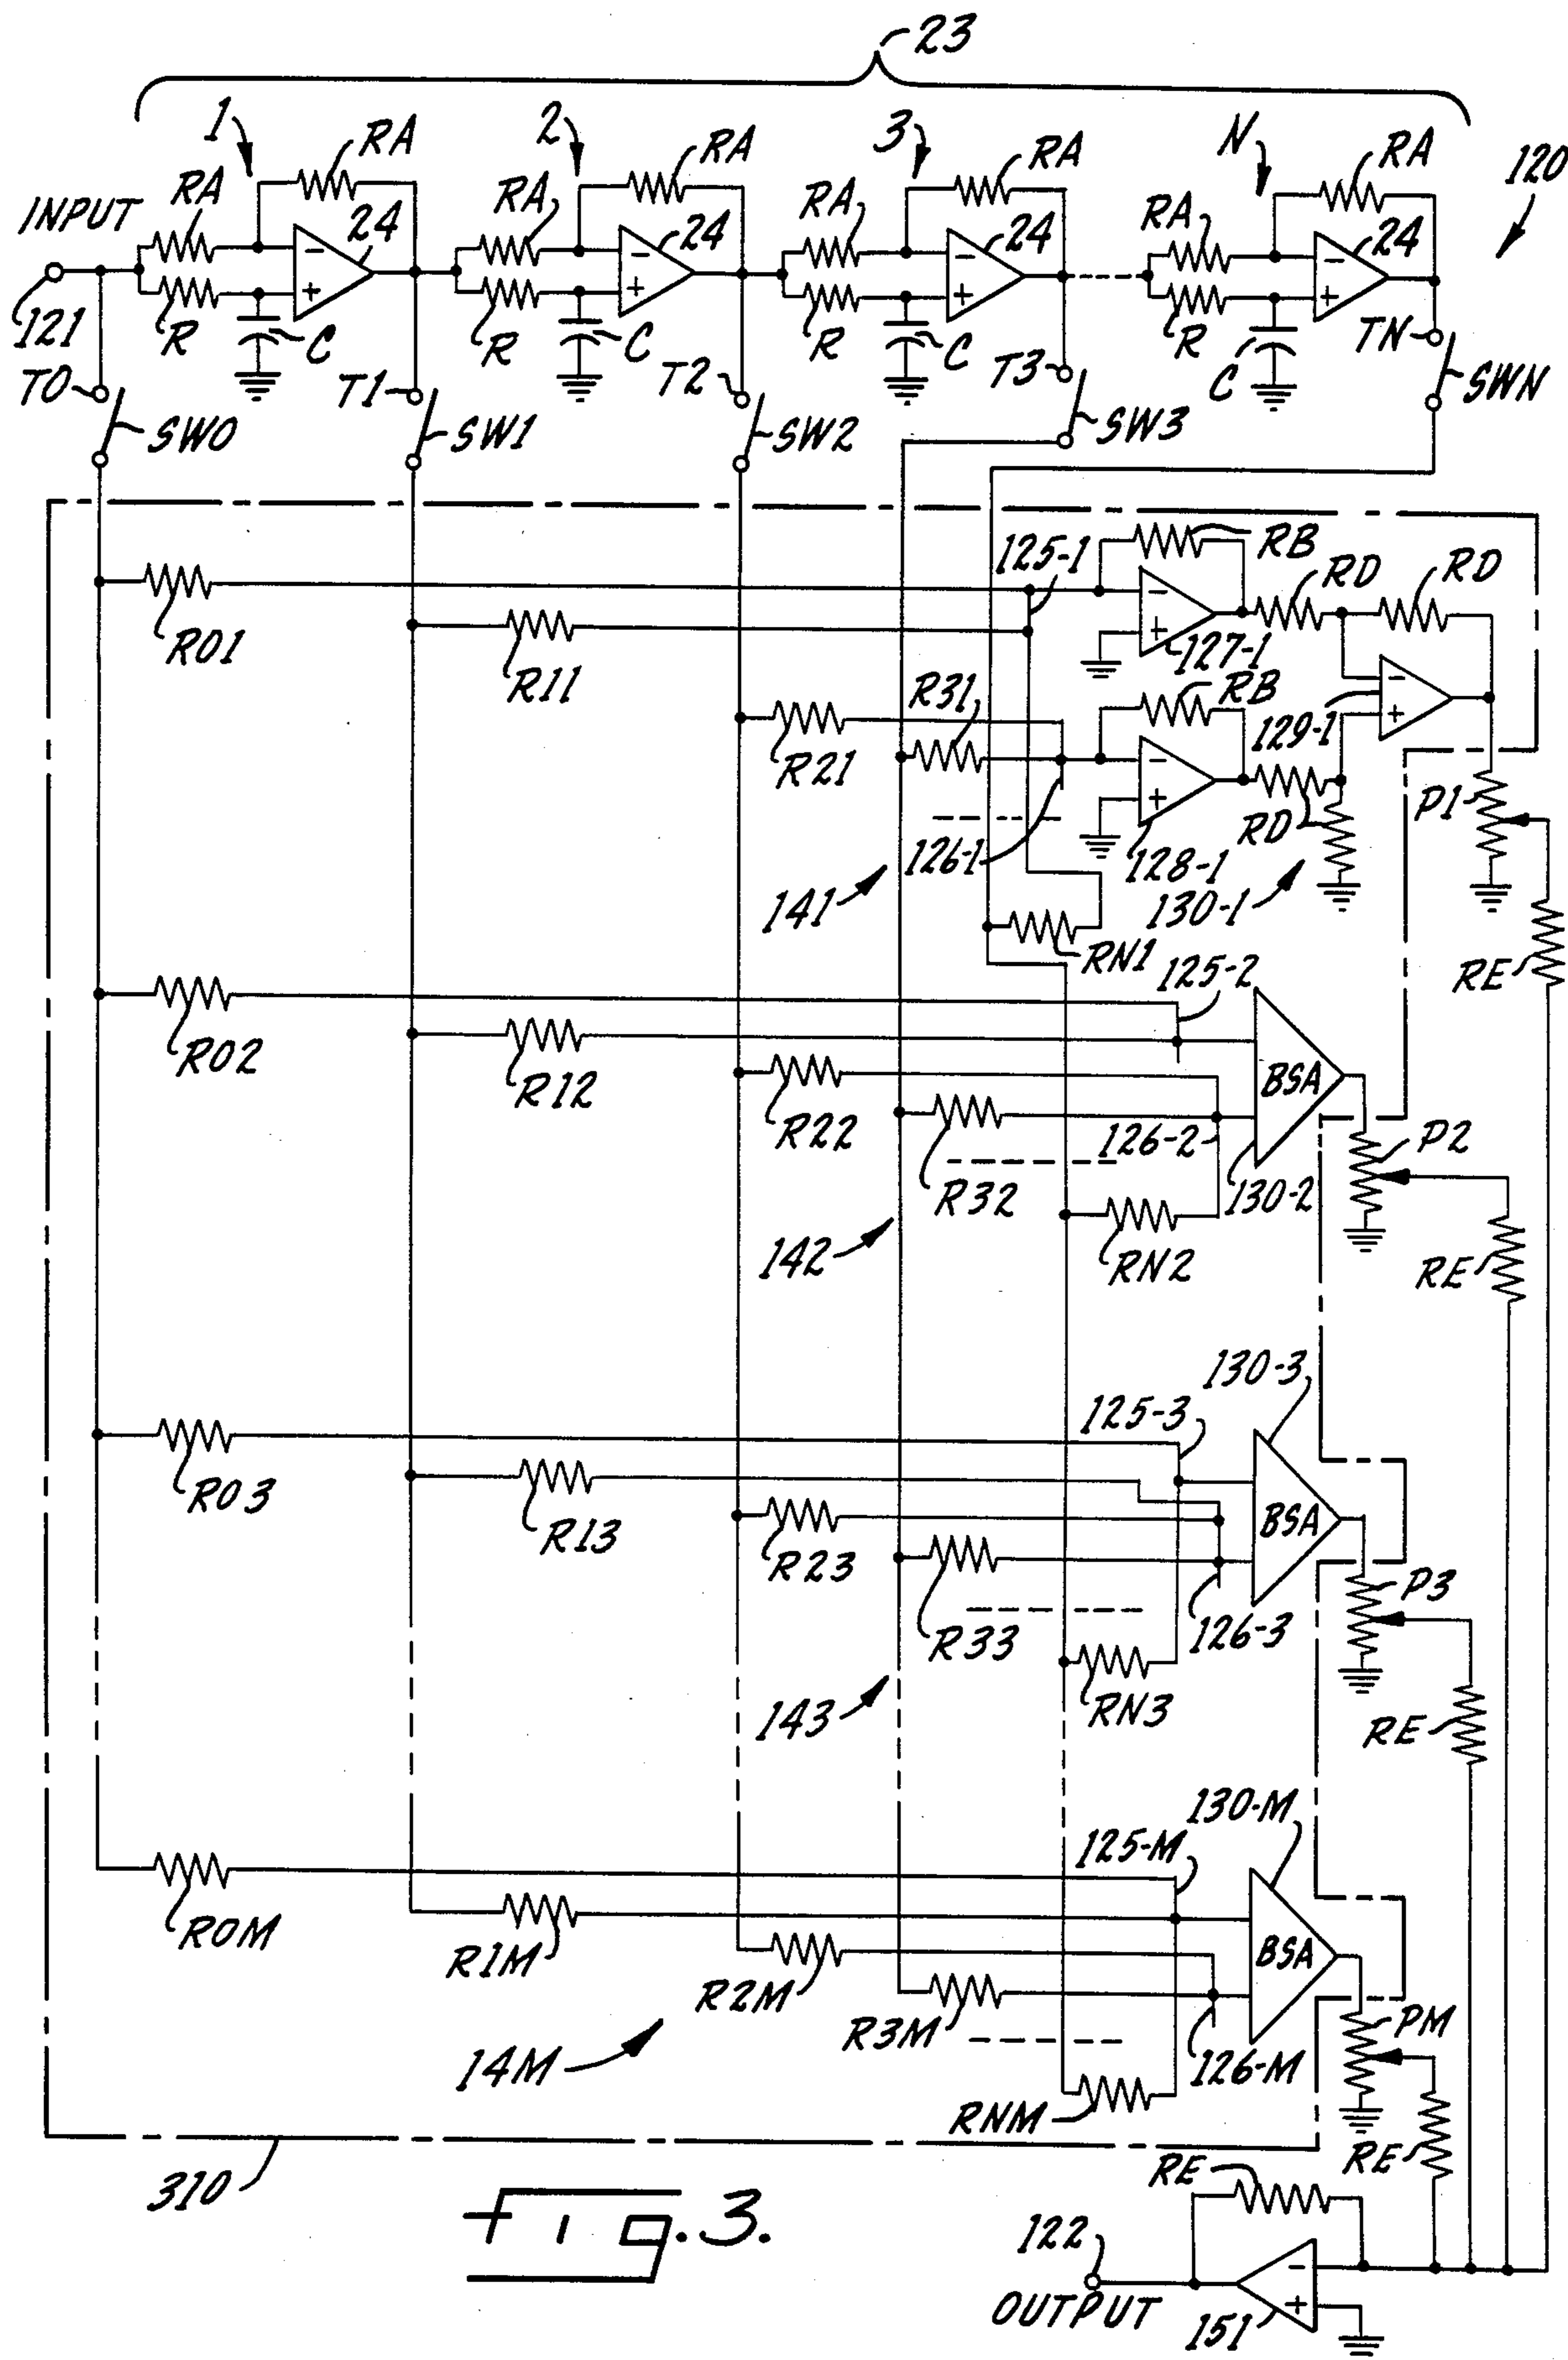 23
1 RA 2 RA 3 RA N RA
120
INPUT RA 24 RA 24 RA 24 RA 24
- + - + - + - +
121 R C R C R C R C
T0 T1 T2 T3 TN
SW0 SW1 SW2 SW3 SWN
125-1 RB RD RD
R01 R11 - + 127-1
R31 RB 129-1 - +
R21 - + P1
126-1 128-1 RD
141 130-1
RN1 RE
125-2
R02 R12 BSA
R22 126-2 P2
R32 130-2
142 RN2 RE
130-3
125-3
R03 R13 BSA
R23 P3
R33 126-3
143 RN3 RE
130-M
125-M
R0M R1M BSA
R2M R3M PM
14M 126-M
RNM RE
310 RE
Fig. 3.
122
OUTPUT - +
151